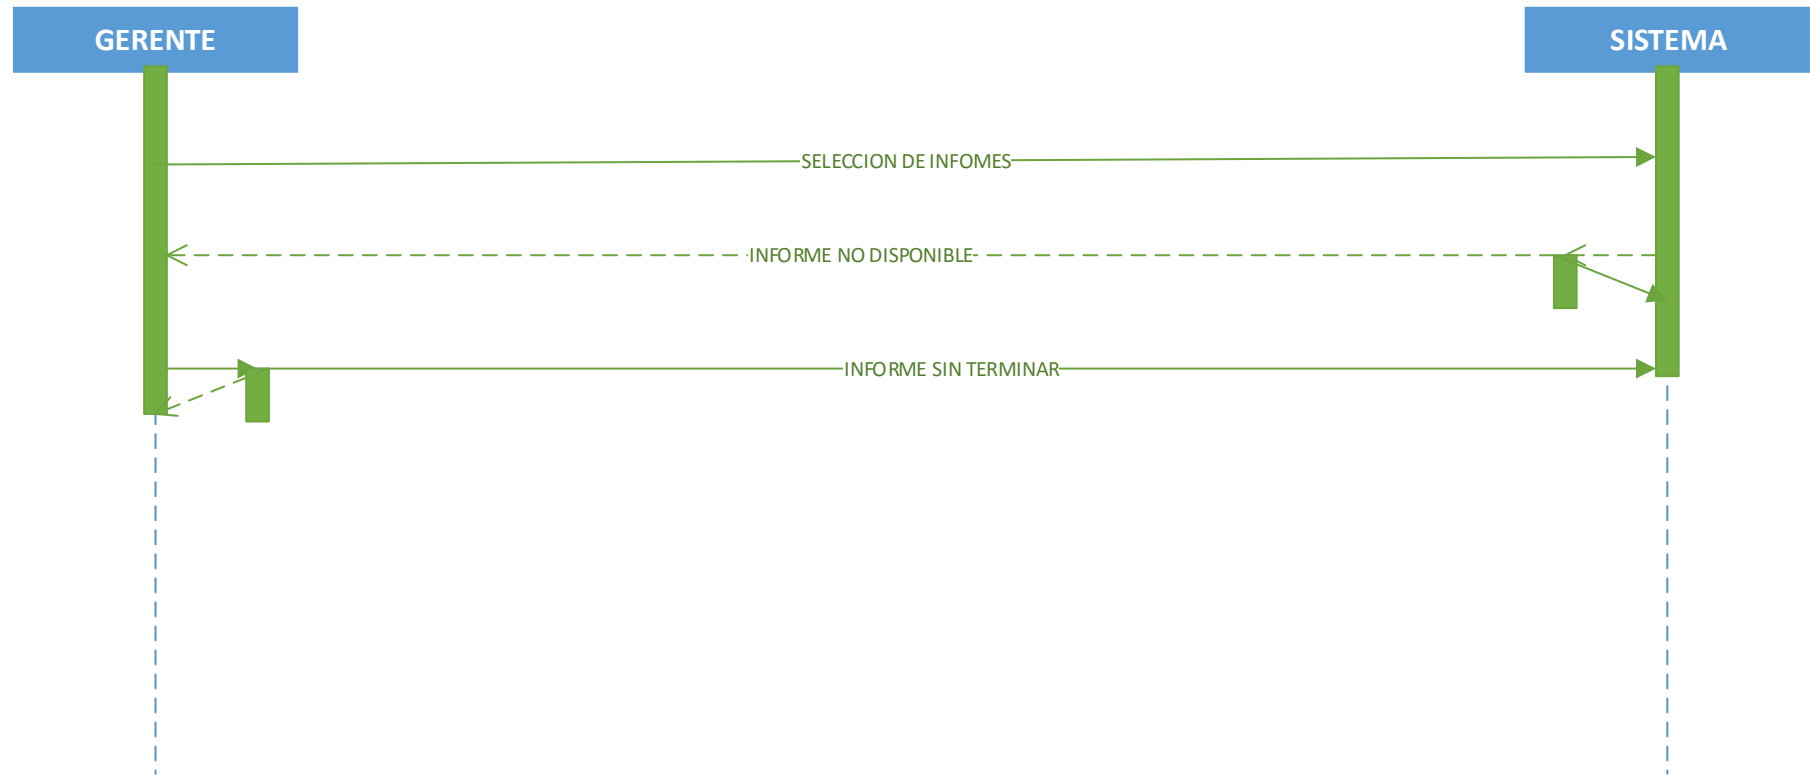 GERENTE
SISTEMA
SELECCION DE INFOMES
INFORME NO DISPONIBLE
INFORME SIN TERMINAR